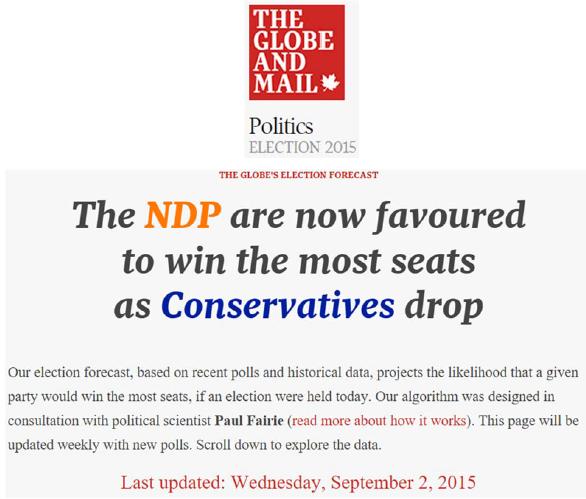 THE
GLOBE
AND
MAIL
Politics
ELECTION 2015
THE GLOBE'S ELECTION FORECAST
The NDP are now favoured
to win the most seats
as Conservatives drop
Our election forecast, based on recent polls and historical data, projects the likelihood that a given
party would win the most seats, if an election were held today. Our algorithm was designed in
consultation with political scientist Paul Fairie (read more about how it works). This page will be
updated weekly with new polls. Scroll down to explore the data.
Last updated: Wednesday, September 2, 2015